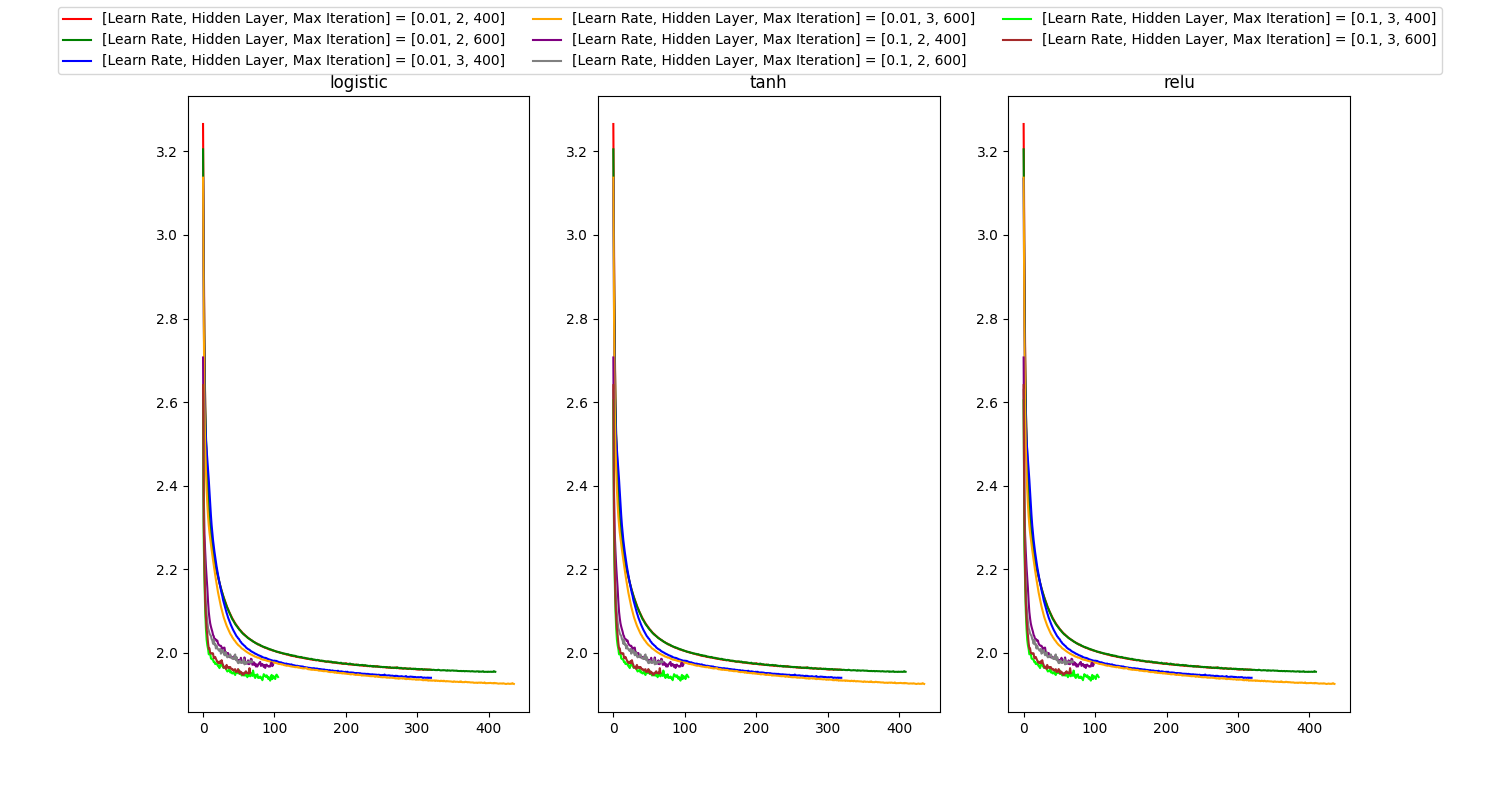 [Learn Rate, Hidden Layer, Max Iteration] = [0.01, 2, 400]
[Learn Rate, Hidden Layer, Max Iteration] = [0.01, 2, 600]
[Learn Rate, Hidden Layer, Max Iteration] = [0.01, 3, 400]
[Learn Rate, Hidden Layer, Max Iteration] = [0.01, 3, 600]
[Learn Rate, Hidden Layer, Max Iteration] = [0.1, 2, 400]
[Learn Rate, Hidden Layer, Max Iteration] = [0.1, 2, 600]
[Learn Rate, Hidden Layer, Max Iteration] = [0.1, 3, 400]
[Learn Rate, Hidden Layer, Max Iteration] = [0.1, 3, 600]
logistic
3.2
3.0
2.8
2.6
2.4
2.2
2.0
0 100 200 300 400
tanh
3.2
3.0
2.8
2.6
2.4
2.2
2.0
0 100 200 300 400
relu
3.2
3.0
2.8
2.6
2.4
2.2
2.0
0 100 200 300 400